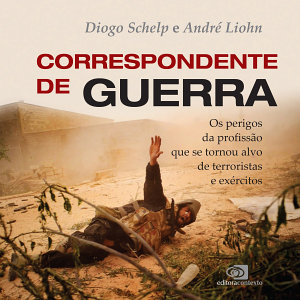 Diogo Schelp e André Liohn
CORRESPONDENTE
DE GUERRA
Os perigos
da profissão
que se tornou alvo
de terroristas
e exércitos
editoracontexto